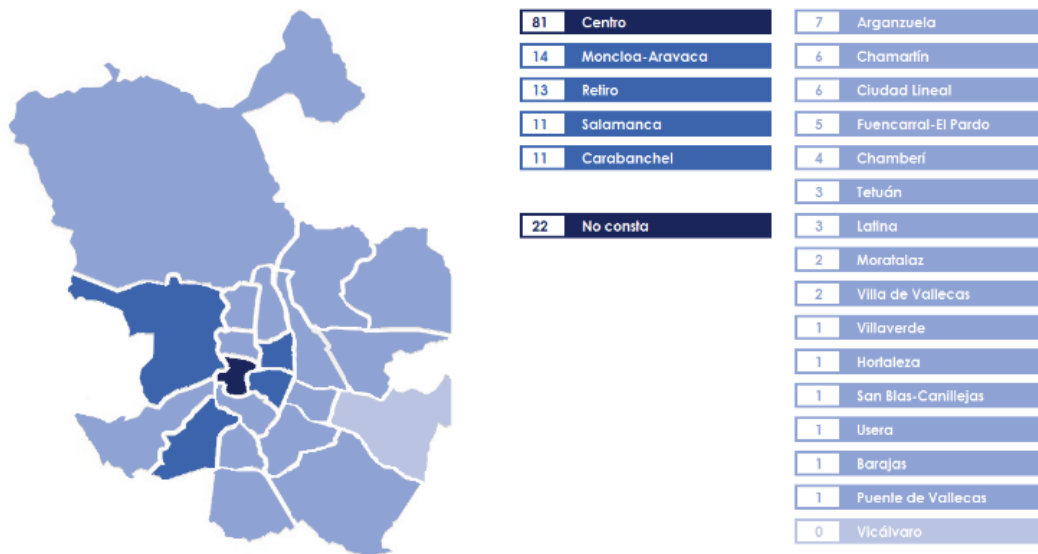 81 Centro
14 Moncloa-Aravaca
13 Retiro
11 Salamanca
11 Carabanchel
22 No consta
7 Arganzuela
6 Chamartín
6 Ciudad Lineal
5 Fuencarral-El Pardo
4 Chamberí
3 Tetuán
3 Latina
2 Moratalaz
2 Villa de Vallecas
1 Villaverde
1 Hortaleza
1 San Blas-Canillejas
1 Usera
1 Barajas
1 Puente de Vallecas
0 Vicálvaro